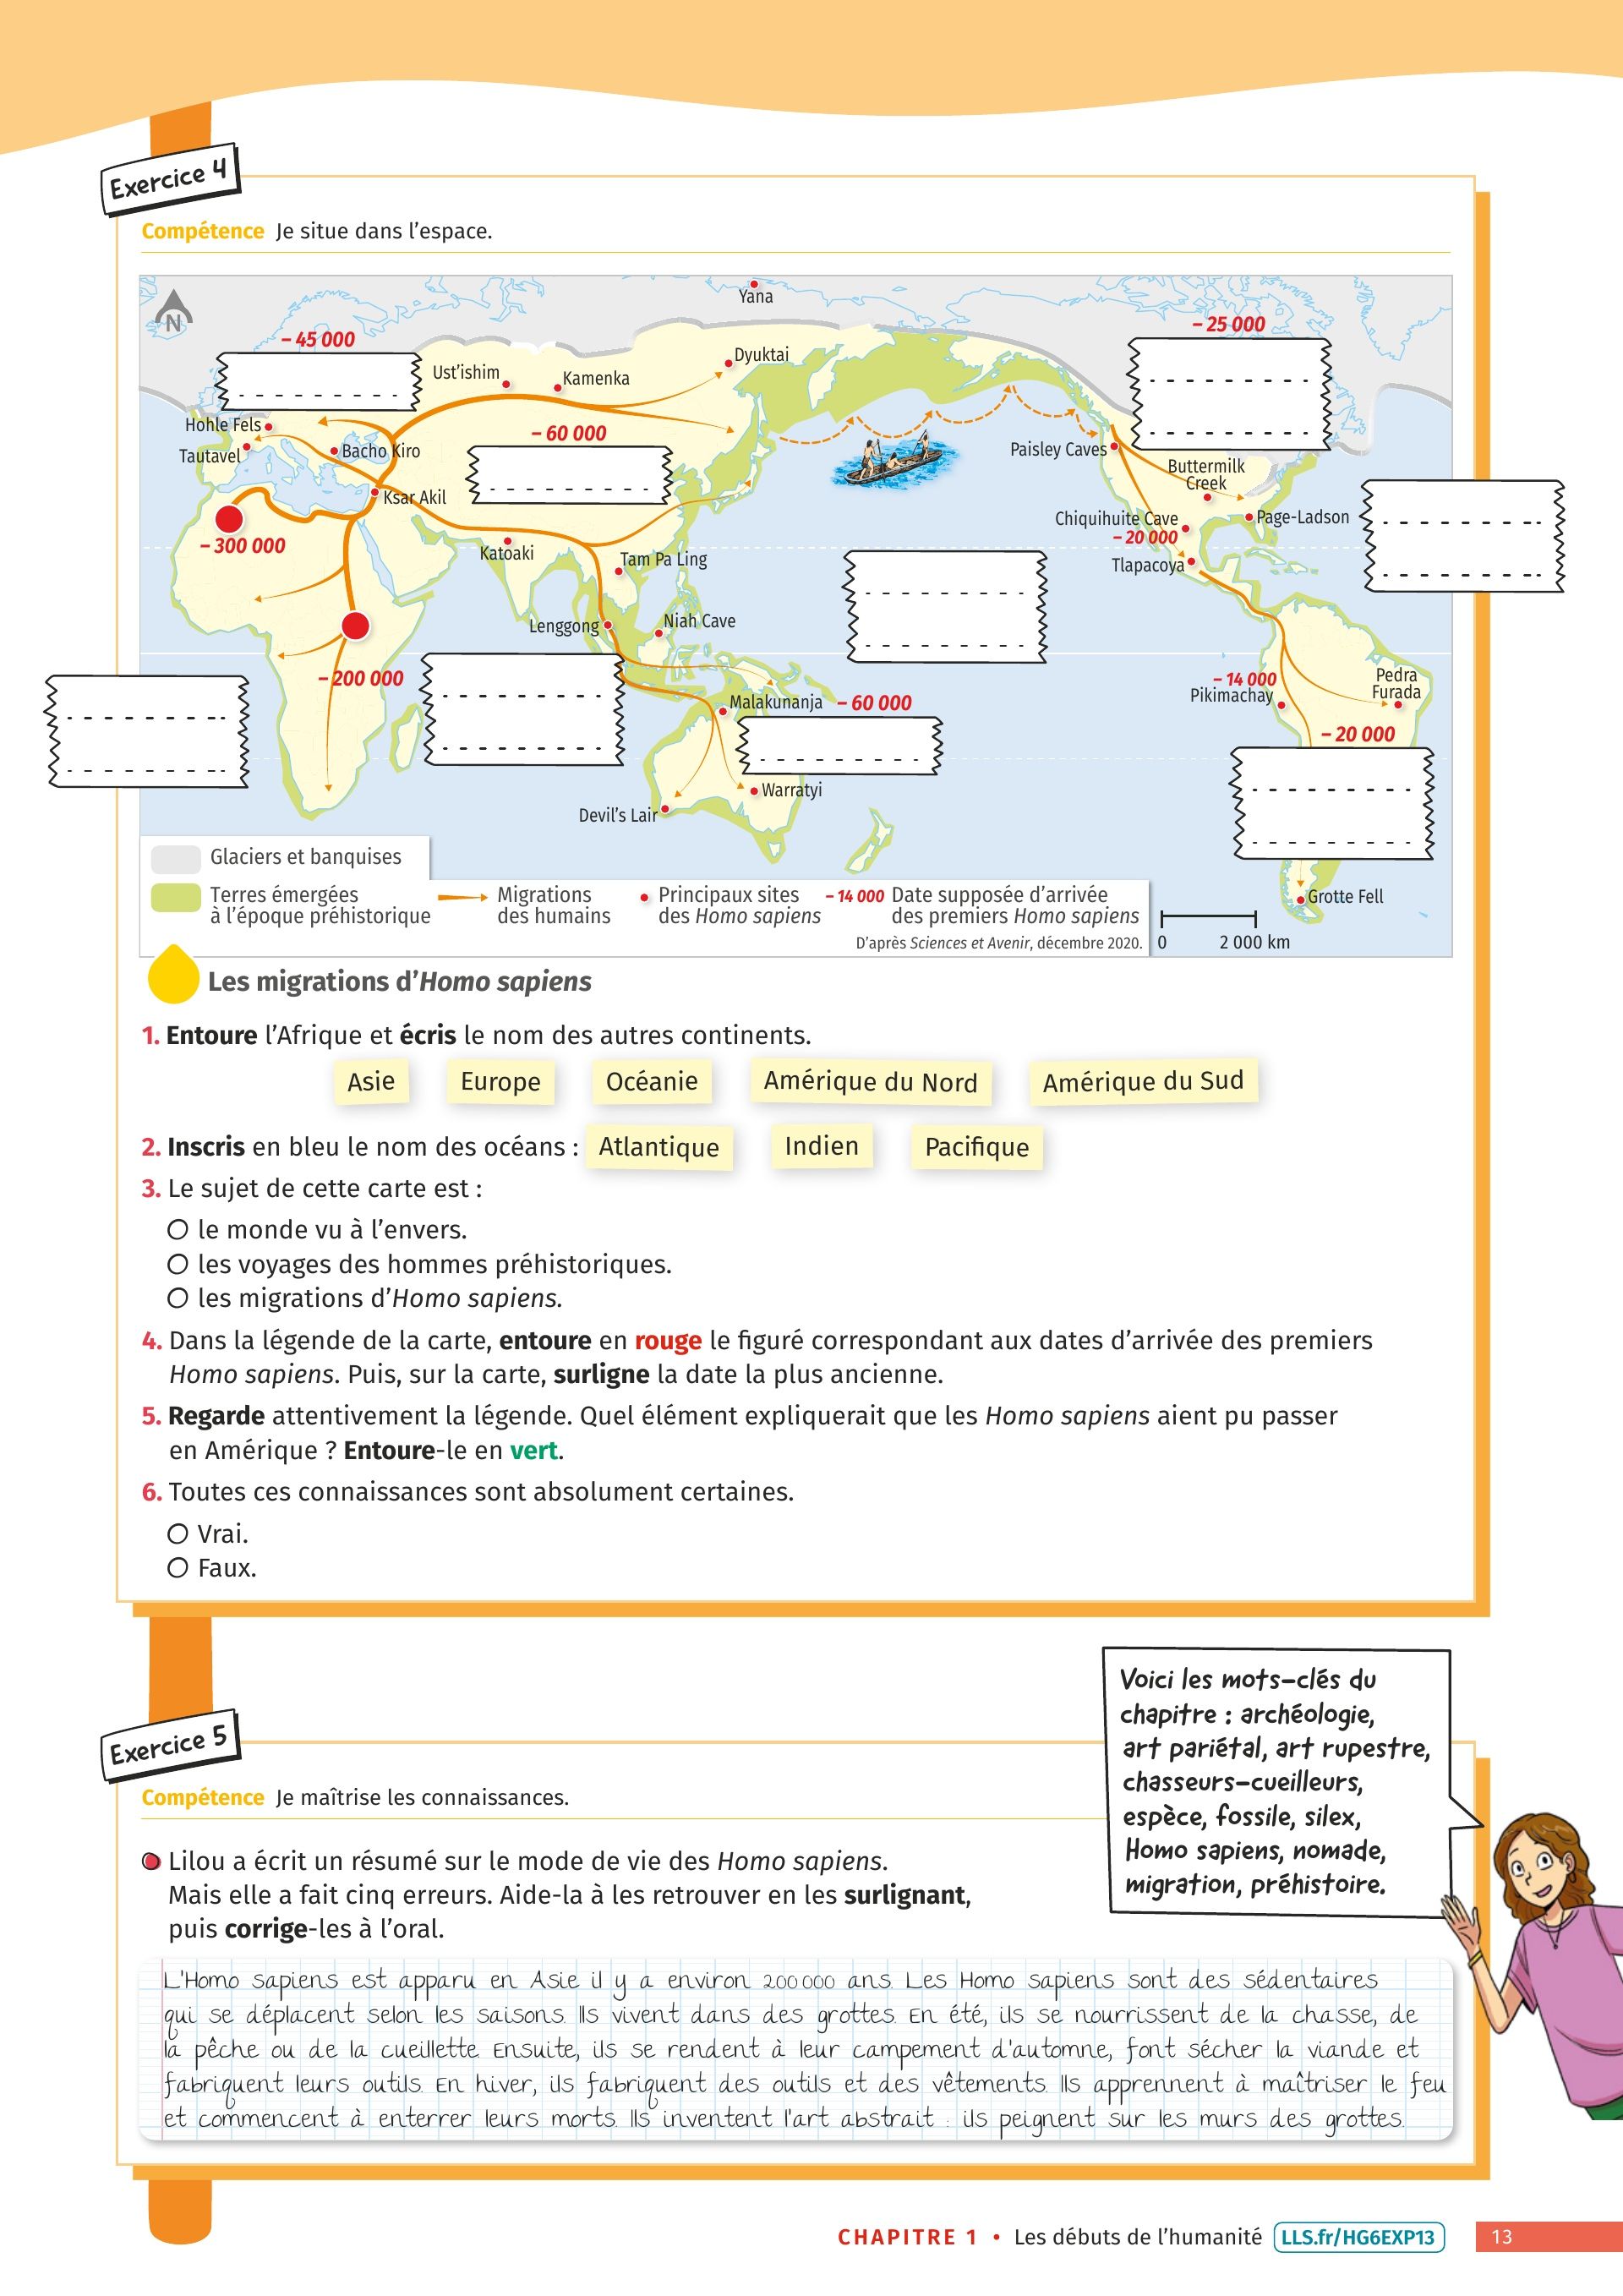 Exercice 4
Compétence Je situe dans l'espace.
N
Yana
– 45 000
– 25 000
Dyuktai
Ust'ishim
Kamenka
Hohle Fels
– 60 000
Tautavel
Bacho Kiro
Paisley Caves
Buttermilk
Creek
Ksar Akil
Chiquihuite Cave
Page-Ladson
– 20 000
– 300 000
Katoaki
Tam Pa Ling
Tlapacoya
Lenggong
Niah Cave
– 200 000
– 14 000
Pikimachay
Pedra
Furada
Malakunanja
– 60 000
– 20 000
Warratyi
Devil's Lair
Grotte Fell
Glaciers et banquises
Terres émergées
à l'époque préhistorique
Migrations
des humains
Principaux sites
des Homo sapiens
– 14 000 Date supposée d'arrivée
des premiers Homo sapiens
D'après Sciences et Avenir, décembre 2020.
0 2 000 km
Les migrations d'Homo sapiens
1. Entoure l'Afrique et écris le nom des autres continents.
Asie Europe Océanie Amérique du Nord Amérique du Sud
2. Inscris en bleu le nom des océans : Atlantique Indien Pacifique
3. Le sujet de cette carte est :
le monde vu à l'envers.
les voyages des hommes préhistoriques.
les migrations d'Homo sapiens.
4. Dans la légende de la carte, entoure en rouge le figuré correspondant aux dates d'arrivée des premiers
Homo sapiens. Puis, sur la carte, surligne la date la plus ancienne.
5. Regarde attentivement la légende. Quel élément expliquerait que les Homo sapiens aient pu passer
en Amérique ? Entoure-le en vert.
6. Toutes ces connaissances sont absolument certaines.
Vrai.
Faux.
Voici les mots-clés du
chapitre : archéologie,
art pariétal, art rupestre,
chasseurs-cueilleurs,
espèce, fossile, silex,
Homo sapiens, nomade,
migration, préhistoire.
Exercice 5
Compétence Je maîtrise les connaissances.
Lilou a écrit un résumé sur le mode de vie des Homo sapiens.
Mais elle a fait cinq erreurs. Aide-la à les retrouver en les surlignant,
puis corrige-les à l'oral.
L'Homo sapiens est apparu en Asie il y a environ 200 000 ans. Les Homo sapiens sont des sédentaires
qui se déplacent selon les saisons. Ils vivent dans des grottes. En été, ils se nourrissent de la chasse, de
la pêche ou de la cueillette. Ensuite, ils se rendent à leur campement d'automne, font sécher la viande et
fabriquent leurs outils. En hiver, ils fabriquent des outils et des vêtements. Ils apprennent à maîtriser le feu
et commencent à enterrer leurs morts. Ils inventent l'art abstrait : ils peignent sur les murs des grottes.
CHAPITRE 1 • Les débuts de l'humanité LLS.fr/HG6EXP13 13